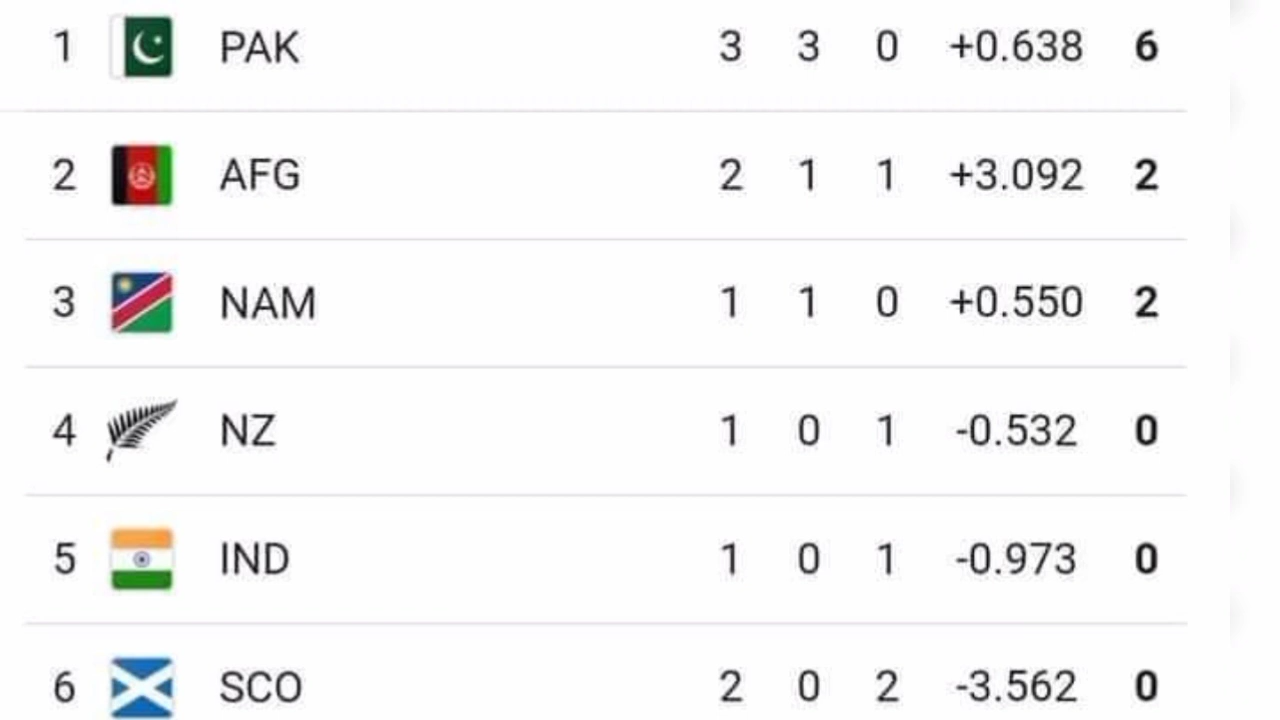 1 PAK 3 3 0 +0.638 6
2 AFG 2 1 1 +3.092 2
3 NAM 1 1 0 +0.550 2
4 NZ 1 0 1 -0.532 0
5 IND 1 0 1 -0.973 0
6 SCO 2 0 2 -3.562 0